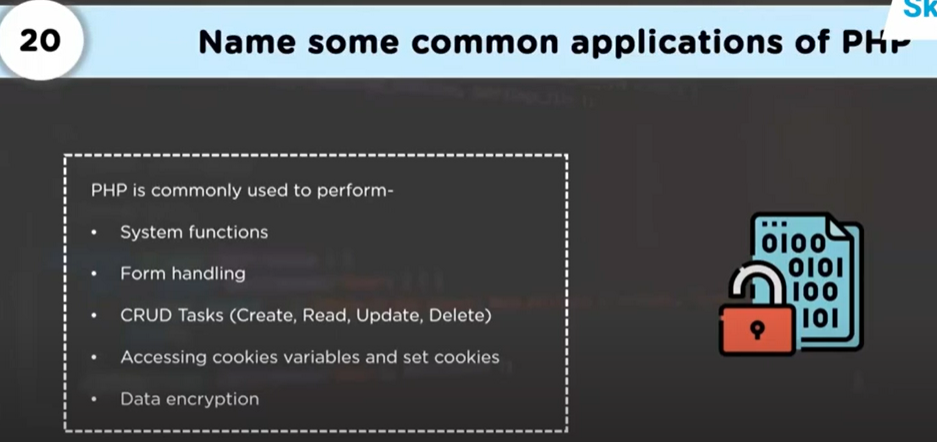 20
Name some common applications of PHP
Sk
PHP is commonly used to perform-
• System functions
• Form handling
• CRUD Tasks (Create, Read, Update, Delete)
• Accessing cookies variables and set cookies
• Data encryption
0100
0101
100
101